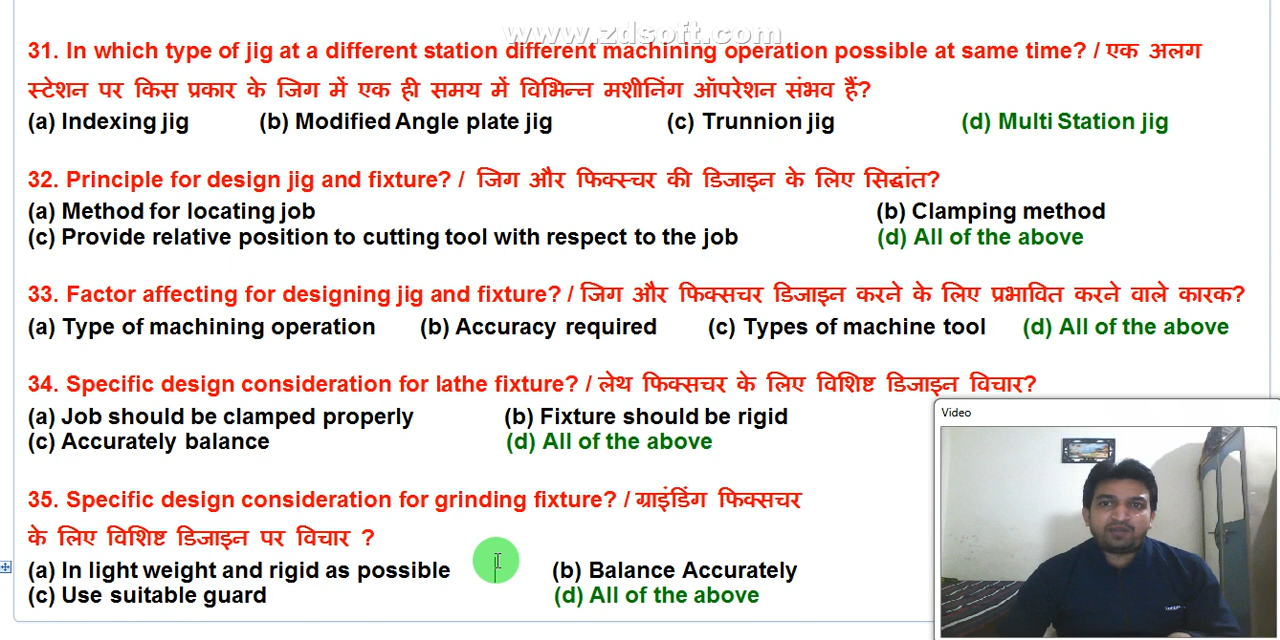 www.zdsoft.com
31. In which type of jig at a different station different machining operation possible at same time? / एक अलग
स्टेशन पर किस प्रकार के जिग में एक ही समय में विभिन्न मशीनिंग ऑपरेशन संभव हैं?
(a) Indexing jig (b) Modified Angle plate jig (c) Trunnion jig (d) Multi Station jig
32. Principle for design jig and fixture? / जिग और फिक्स्चर की डिजाइन के लिए सिद्धांत?
(a) Method for locating job (b) Clamping method
(c) Provide relative position to cutting tool with respect to the job (d) All of the above
33. Factor affecting for designing jig and fixture? / जिग और फिक्सचर डिजाइन करने के लिए प्रभावित करने वाले कारक?
(a) Type of machining operation (b) Accuracy required (c) Types of machine tool (d) All of the above
34. Specific design consideration for lathe fixture? / लेथ फिक्सचर के लिए विशिष्ट डिजाइन विचार?
(a) Job should be clamped properly (b) Fixture should be rigid
(c) Accurately balance (d) All of the above
Video
35. Specific design consideration for grinding fixture? / ग्राइंडिंग फिक्सचर
के लिए विशिष्ट डिजाइन पर विचार ?
(a) In light weight and rigid as possible (b) Balance Accurately
(c) Use suitable guard (d) All of the above